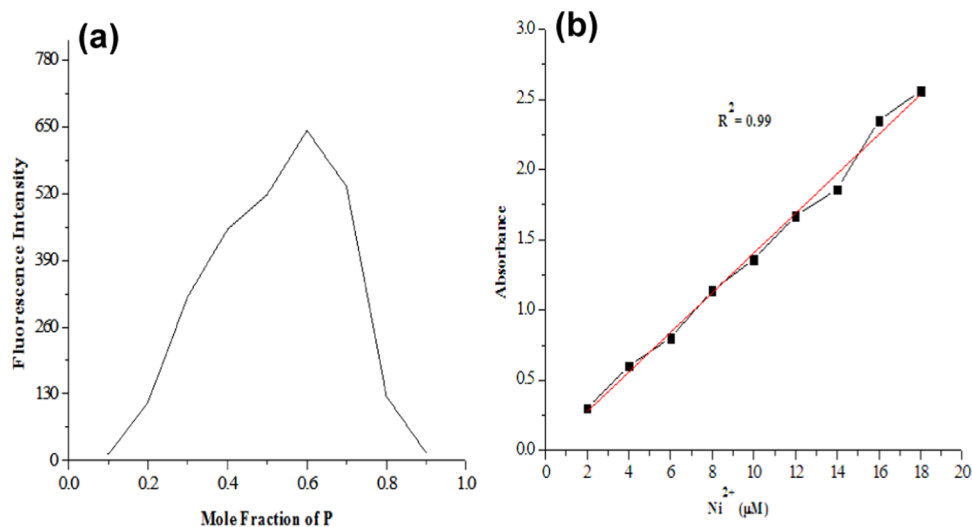 (a)
780
650
520
390
260
130
0
0.0 0.2 0.4 0.6 0.8 1.0
Fluorescence Intensity
Mole Fraction of P
(b)
R²= 0.99
3.0
2.5
2.0
1.5
1.0
0.5
0.0
0 2 4 6 8 10 12 14 16 18 20
Absorbance
Ni²⁺ (μM)